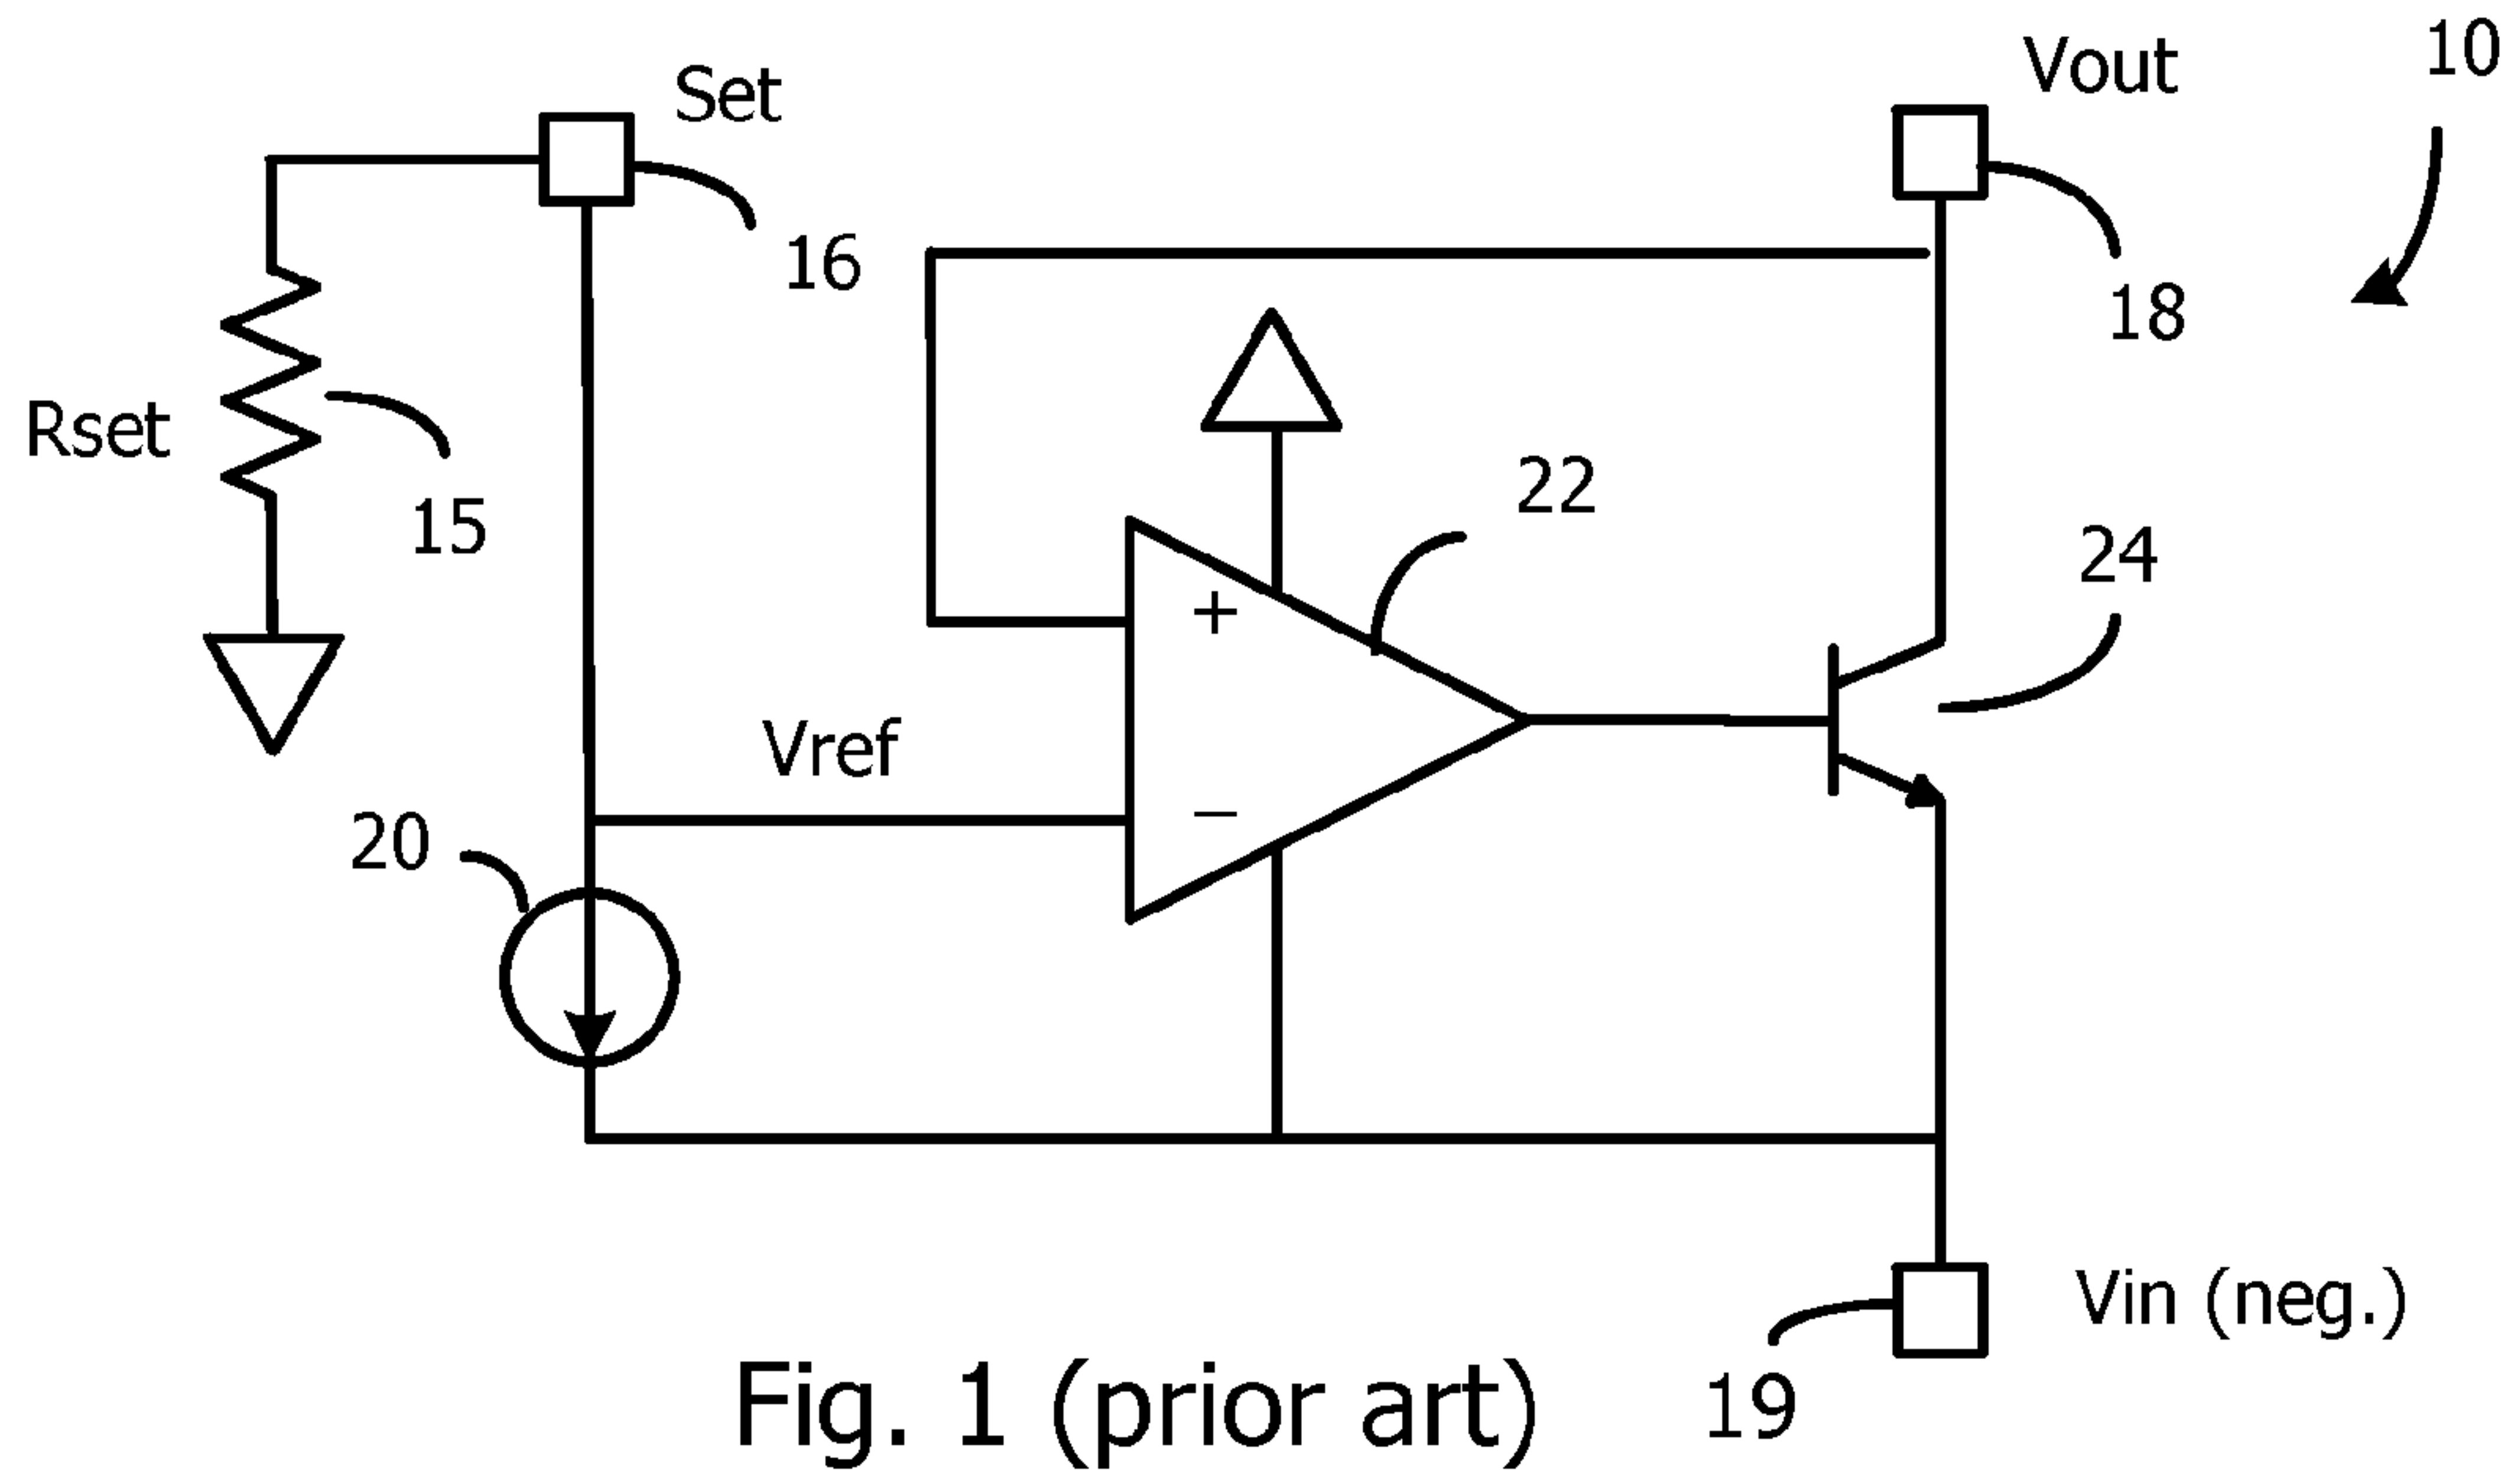 Set
Vout
10
16
18
Rset
15
22
24
+
Vref
−
20
Vin (neg.)
19
Fig. 1 (prior art)